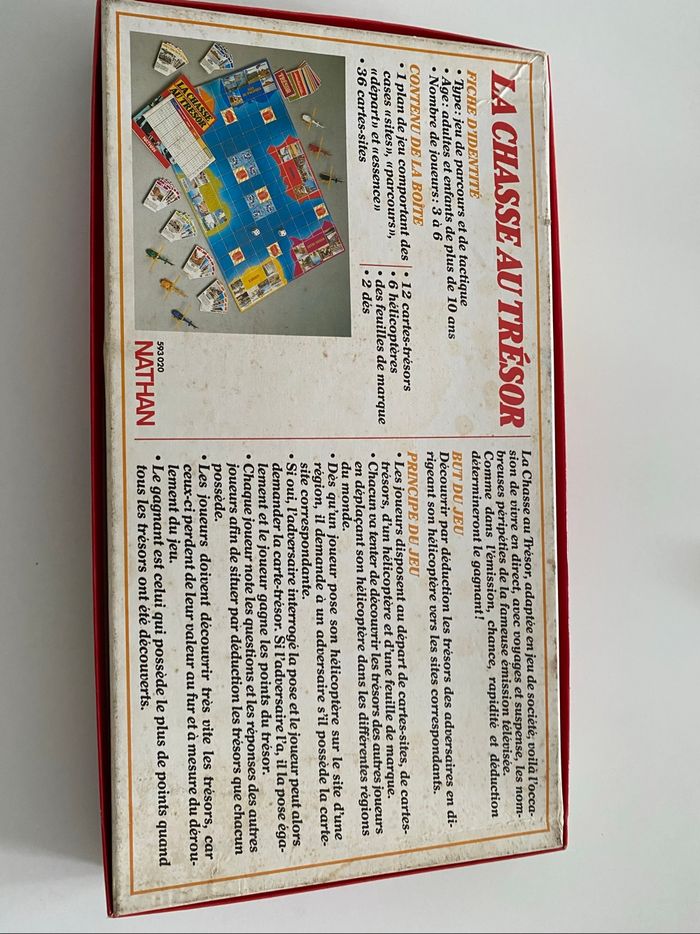 LA CHASSE AU TRÉSOR
FICHE D'IDENTITÉ
• Type: jeu de parcours et de tactique
• Age: adultes et enfants de plus de 10 ans
• Nombre de joueurs: 3 à 6
CONTENU DE LA BOITE
• 1 plan de jeu comportant des
cases «sites», «parcours»,
«départ» et «essence»
• 36 cartes-sites
• 12 cartes-trésors
• 6 hélicoptères
• des feuilles de marque
• 2 dés
LA CHASSE
AU TRÉSOR
593 020
NATHAN
La Chasse au Trésor, adaptée en jeu de société, voilà l'occa-
sion de vivre en direct, avec voyages et suspense, les nom-
breuses péripéties de la fameuse émission télévisée.
Comme dans l'émission, chance, rapidité et déduction
détermineront le gagnant!
BUT DU JEU
Découvrir par déduction les trésors des adversaires en di-
rigeant son hélicoptère vers les sites correspondants.
PRINCIPE DU JEU
• Les joueurs disposent au départ de cartes-sites, de cartes-
trésors, d'un hélicoptère et d'une feuille de marque.
• Chacun va tenter de découvrir les trésors des autres joueurs
en déplaçant son hélicoptère dans les différentes régions
du monde.
• Dès qu'un joueur pose son hélicoptère sur le site d'une
région, il demande à un adversaire s'il possède la carte-
site correspondante.
• Si oui, l'adversaire interrogé la pose et le joueur peut alors
demander la carte-trésor. Si l'adversaire l'a, il la pose éga-
lement et le joueur gagne les points du trésor.
• Chaque joueur note les questions et les réponses des autres
joueurs afin de situer par déduction les trésors que chacun
possède.
• Les joueurs doivent découvrir très vite les trésors, car
ceux-ci perdent de leur valeur au fur et à mesure du dérou-
lement du jeu.
• Le gagnant est celui qui possède le plus de points quand
tous les trésors ont été découverts.